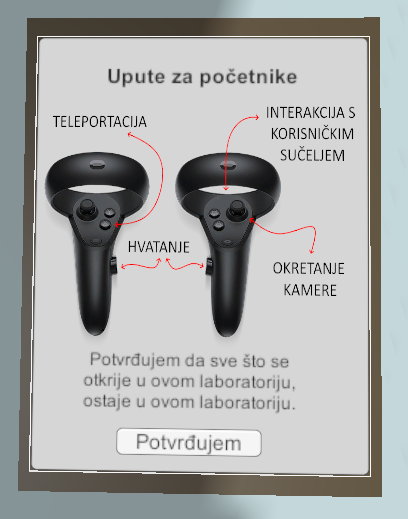 Upute za početnike
TELEPORTACIJA
INTERAKCIJA S
KORISNIČKIM
SUČELJEM
HVATANJE
OKRETANJE
KAMERE
Potvrđujem da sve što se
otkrije u ovom laboratoriju,
ostaje u ovom laboratoriju.
Potvrđujem